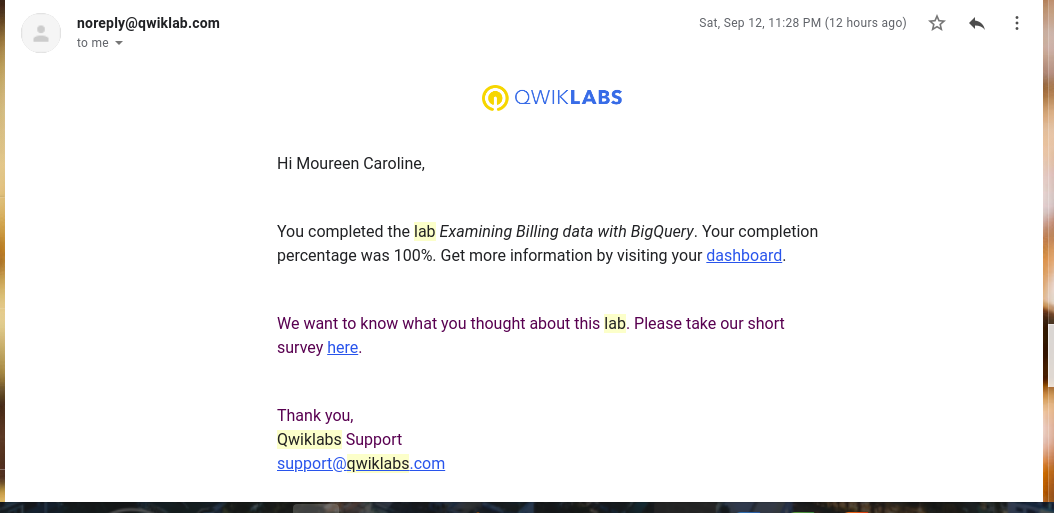 noreply@qwiklab.com
Sat, Sep 12, 11:28 PM (12 hours ago)
to me
QWIKLABS
Hi Moureen Caroline,
You completed the lab Examining Billing data with BigQuery. Your completion
percentage was 100%. Get more information by visiting your dashboard.
We want to know what you thought about this lab. Please take our short
survey here.
Thank you,
Qwiklabs Support
support@qwiklabs.com